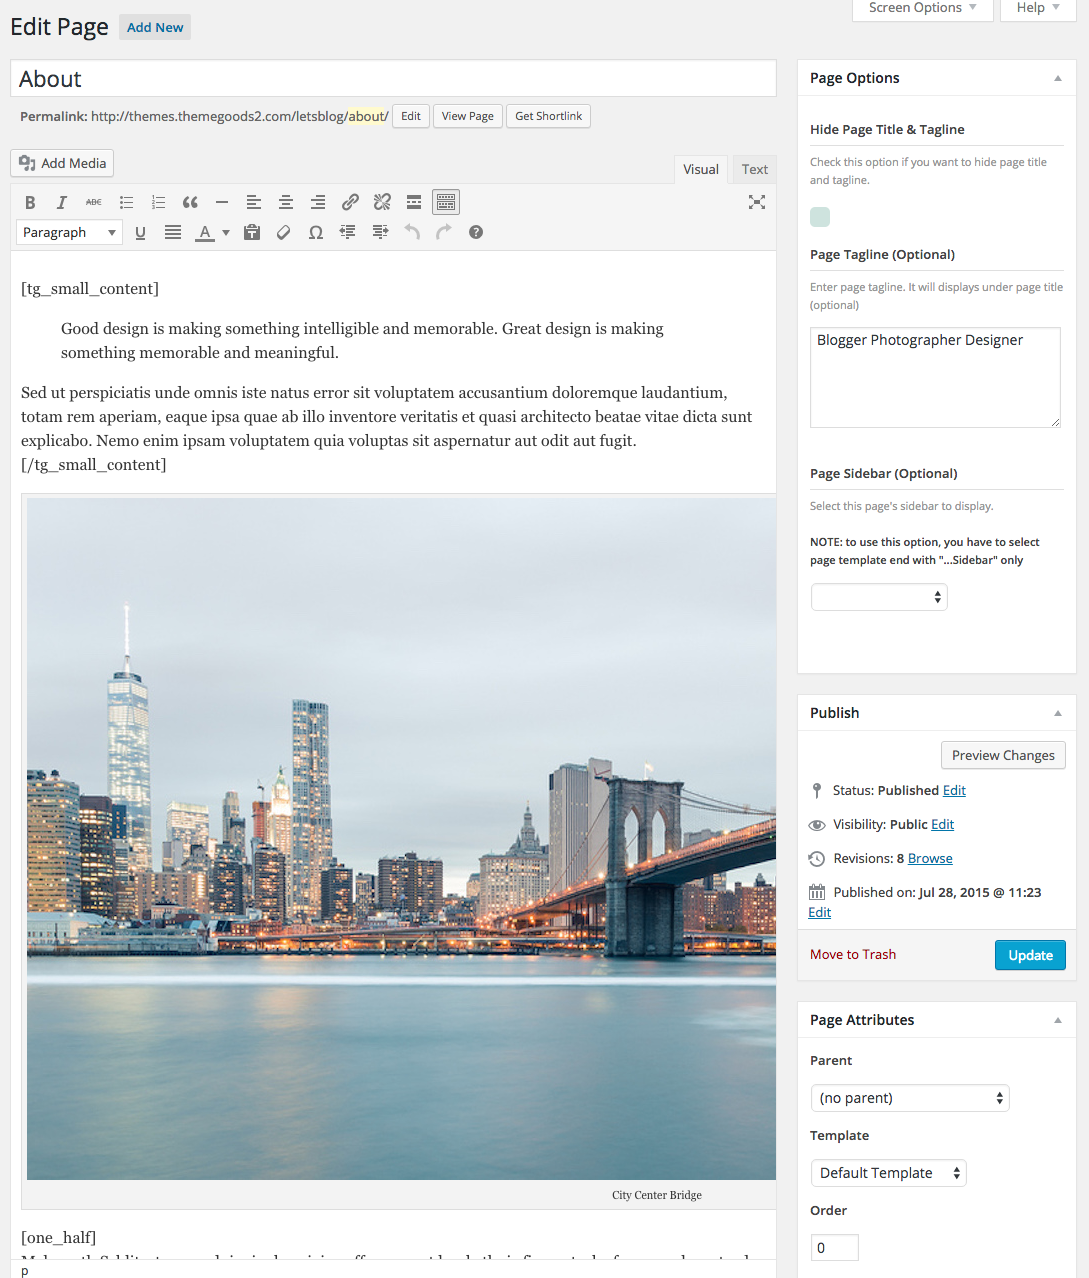 Screen Options
Help
Edit Page
Add New
About
Permalink: http://themes.themegoods2.com/letsblog/about/
Edit
View Page
Get Shortlink
Add Media
Visual
Text
B
I
ABC
Paragraph
U
A
Ω
[tg_small_content]
Good design is making something intelligible and memorable. Great design is making
something memorable and meaningful.
Sed ut perspiciatis unde omnis iste natus error sit voluptatem accusantium doloremque laudantium,
totam rem aperiam, eaque ipsa quae ab illo inventore veritatis et quasi architecto beatae vitae dicta sunt
explicabo. Nemo enim ipsam voluptatem quia voluptas sit aspernatur aut odit aut fugit.
[/tg_small_content]
City Center Bridge
[one_half]
p
Page Options
Hide Page Title & Tagline
Check this option if you want to hide page title
and tagline.
Page Tagline (Optional)
Enter page tagline. It will displays under page title
(optional)
Blogger Photographer Designer
Page Sidebar (Optional)
Select this page's sidebar to display.
NOTE: to use this option, you have to select
page template end with "...Sidebar" only
Publish
Preview Changes
Status: Published Edit
Visibility: Public Edit
Revisions: 8 Browse
Published on: Jul 28, 2015 @ 11:23
Edit
Move to Trash
Update
Page Attributes
Parent
(no parent)
Template
Default Template
Order
0